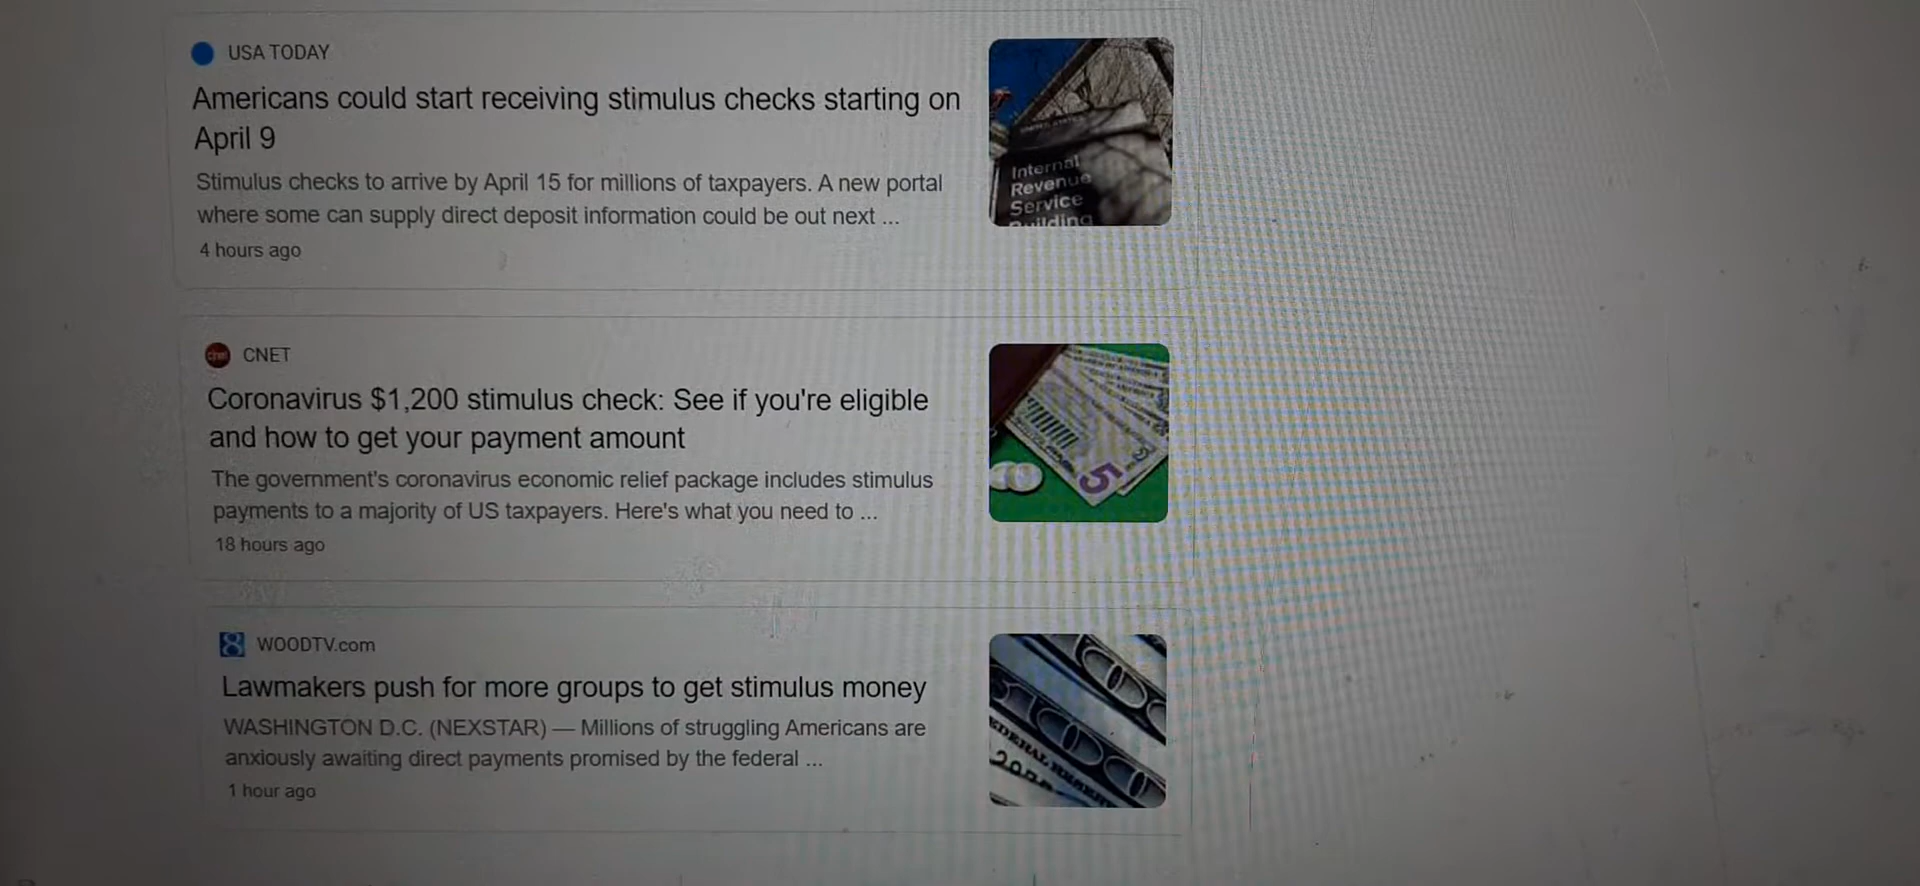 USA TODAY
Americans could start receiving stimulus checks starting on
April 9
Stimulus checks to arrive by April 15 for millions of taxpayers. A new portal
where some can supply direct deposit information could be out next ...
4 hours ago
Internal
Revenue
Service
Building
cnet CNET
Coronavirus $1,200 stimulus check: See if you're eligible
and how to get your payment amount
The government's coronavirus economic relief package includes stimulus
payments to a majority of US taxpayers. Here's what you need to ...
18 hours ago
5
8 WOODTV.com
Lawmakers push for more groups to get stimulus money
WASHINGTON D.C. (NEXSTAR) — Millions of struggling Americans are
anxiously awaiting direct payments promised by the federal ...
1 hour ago
100